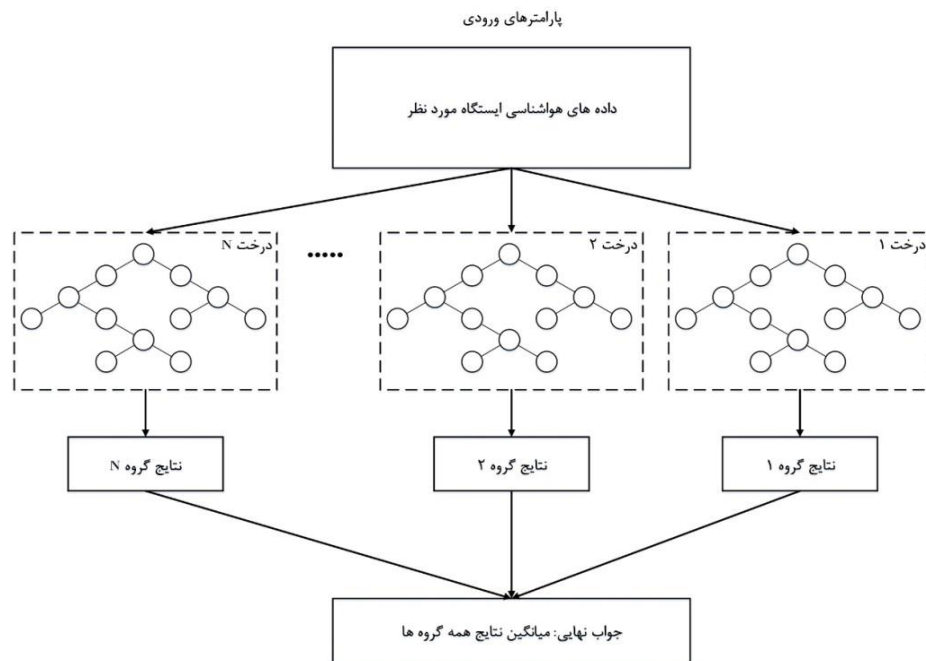 پارامترهای ورودی
داده های هواشناسی ایستگاه مورد نظر
درخت ۱
درخت ۲
.....
درخت N
نتایج گروه ۱
نتایج گروه ۲
نتایج گروه N
جواب نهایی: میانگین نتایج همه گروه ها